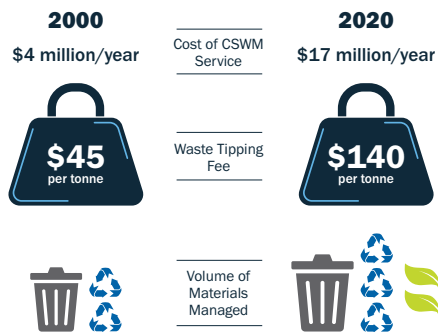 2000
$4 million/year
Cost of CSWM
Service
2020
$17 million/year
$45
per tonne
Waste Tipping
Fee
$140
per tonne
Volume of
Materials
Managed